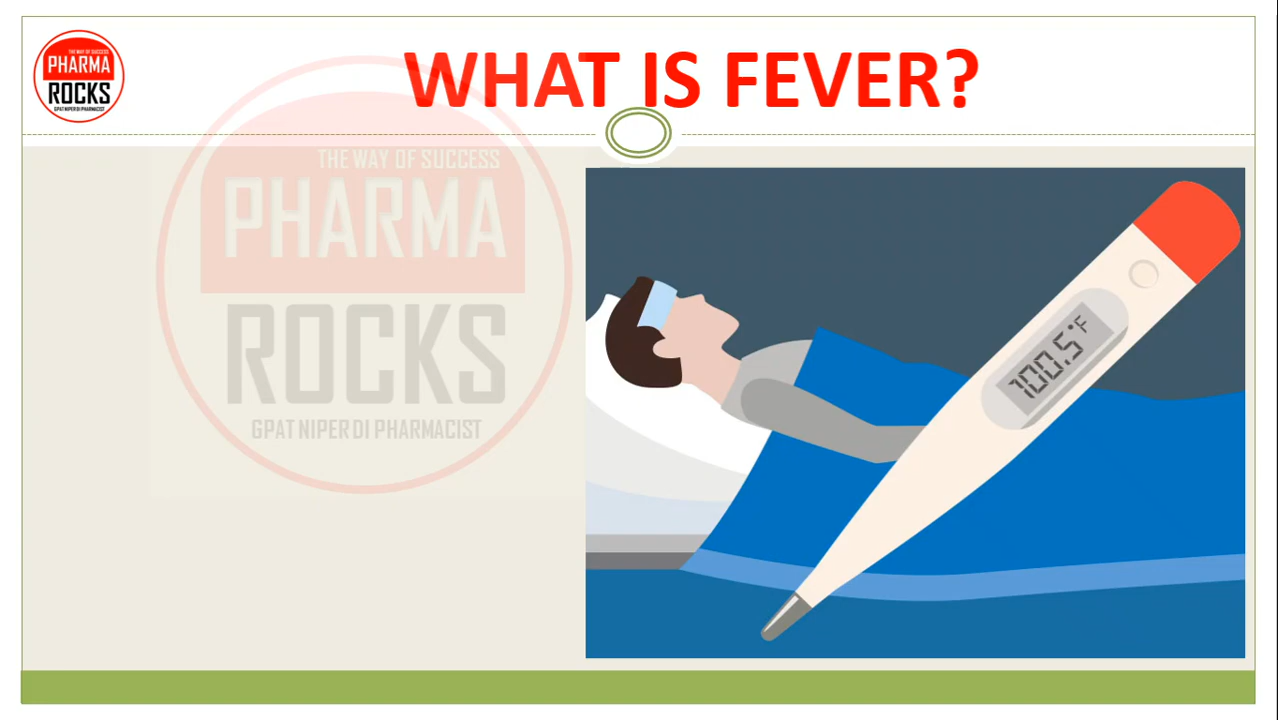 THE WAY OF SUCCESS
PHARMA
ROCKS
GPAT NIPER DI PHARMACIST
WHAT IS FEVER?
THE WAY OF SUCCESS
PHARMA
ROCKS
GPAT NIPER DI PHARMACIST
100.5°F